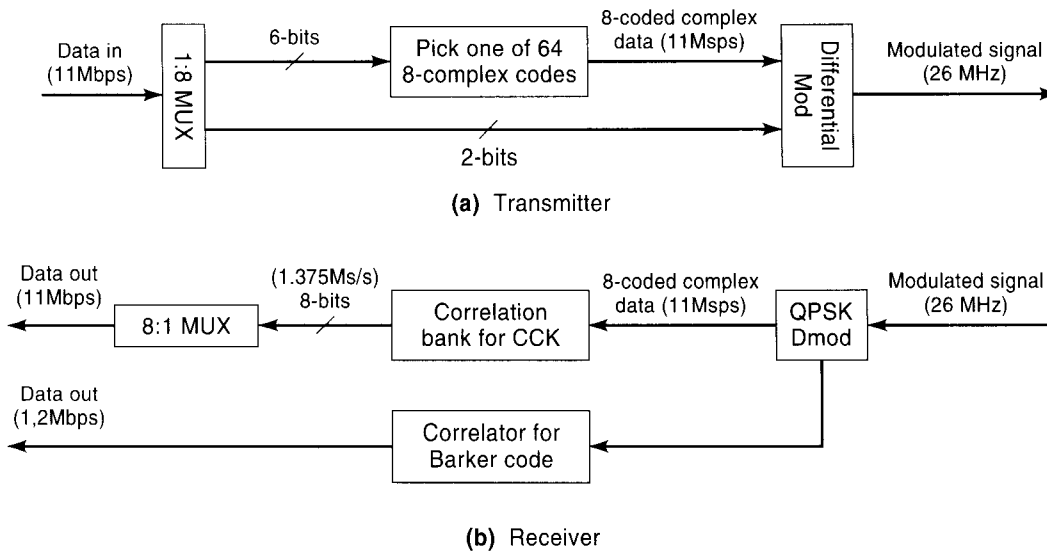 Data in
(11Mbps)
1:8 MUX
6-bits
Pick one of 64
8-complex codes
8-coded complex
data (11Msps)
Differential
Mod
Modulated signal
(26 MHz)
2-bits
(a) Transmitter
Data out
(11Mbps)
8:1 MUX
(1.375Ms/s)
8-bits
Correlation
bank for CCK
8-coded complex
data (11Msps)
QPSK
Dmod
Modulated signal
(26 MHz)
Data out
(1,2Mbps)
Correlator for
Barker code
(b) Receiver